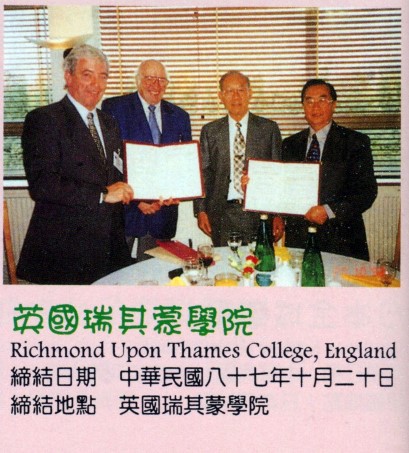 英國瑞其蒙學院
Richmond Upon Thames College, England
締結日期　中華民國八十七年十月二十日
締結地點　英國瑞其蒙學院